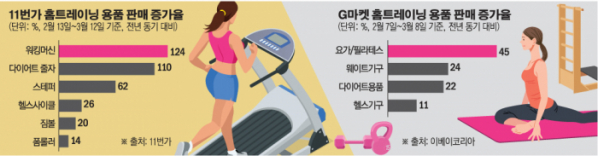 11번가 홈트레이닝 용품 판매 증가율
(단위: %, 2월 13일~3월 12일 기준, 전년 동기 대비)
워킹머신 124
다이어트 줄자 110
스테퍼 62
헬스사이클 26
짐볼 20
폼롤러 14
※ 출처: 11번가
G마켓 홈트레이닝 용품 판매 증가율
(단위: %, 2월 7일~3월 8일 기준, 전년 동기 대비)
요가/필라테스 45
웨이트기구 24
다이어트용품 22
헬스기구 11
※ 출처: 이베이코리아